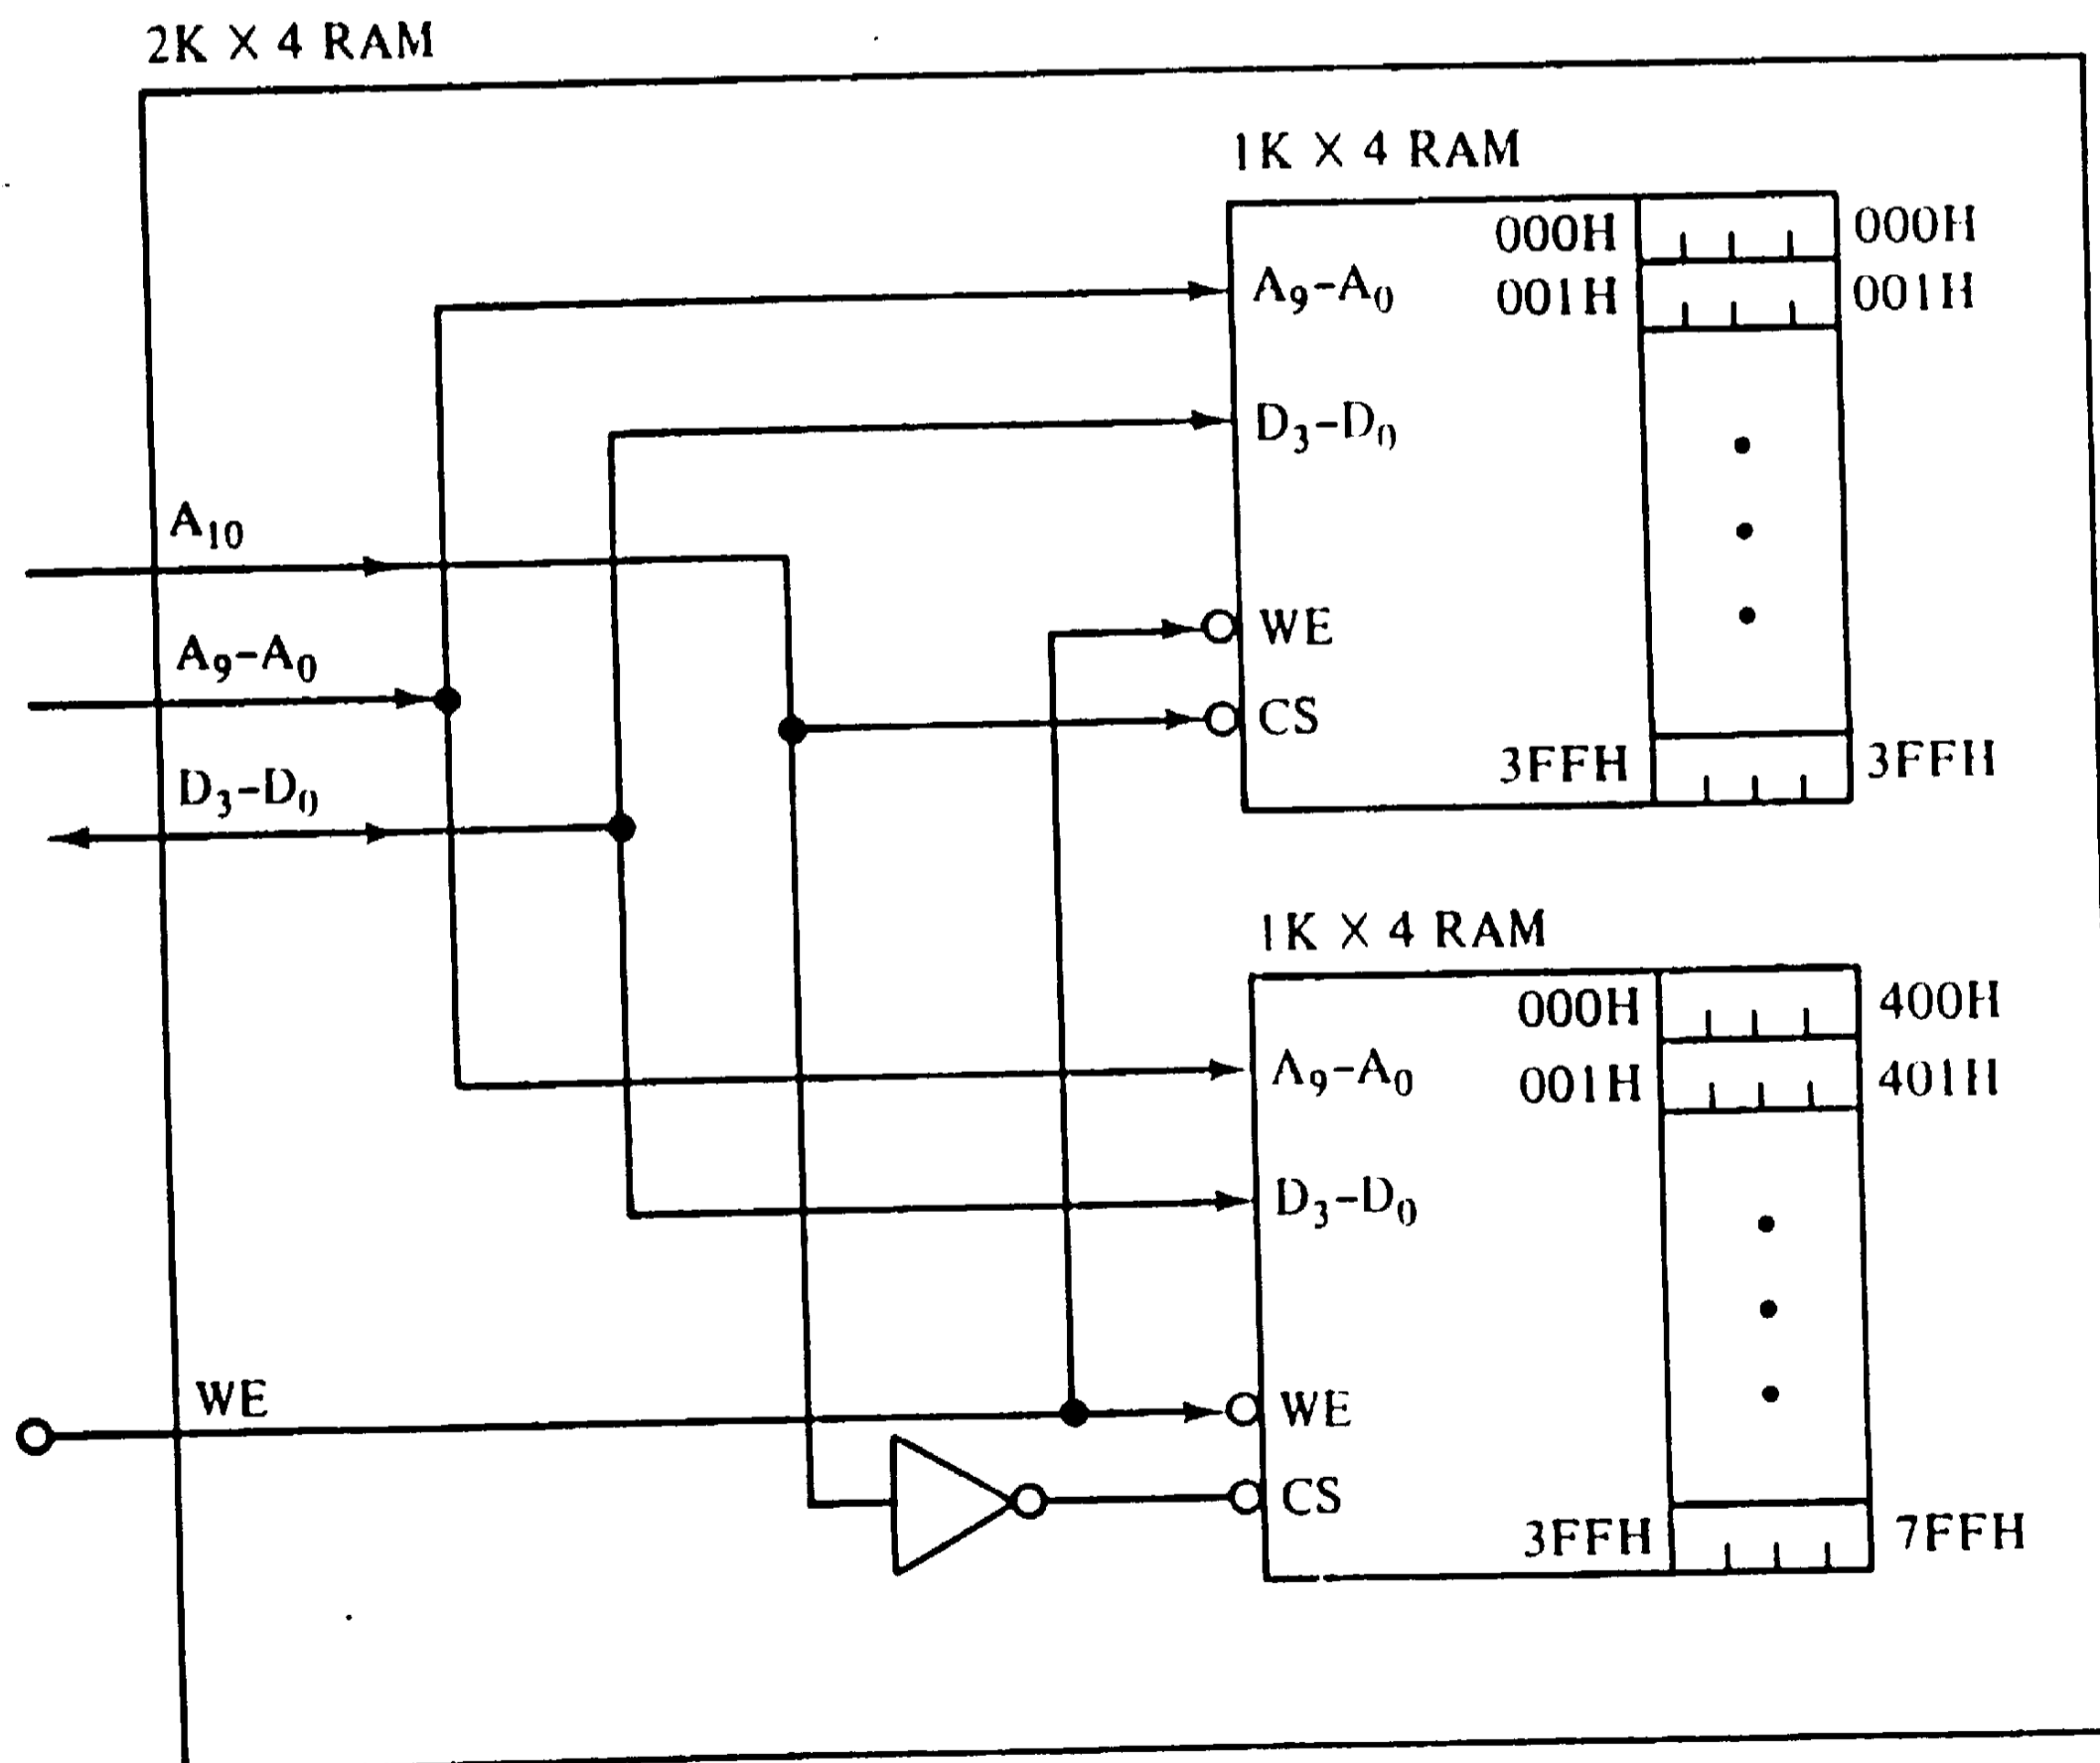 2K X 4 RAM
1K X 4 RAM
000H 000H
A9-A0 001H 001H
D3-D0
A10
WE
A9-A0
CS
3FFH 3FFH
D3-D0
1K X 4 RAM
000H 400H
A9-A0 001H 401H
D3-D0
WE
WE
CS
3FFH 7FFH